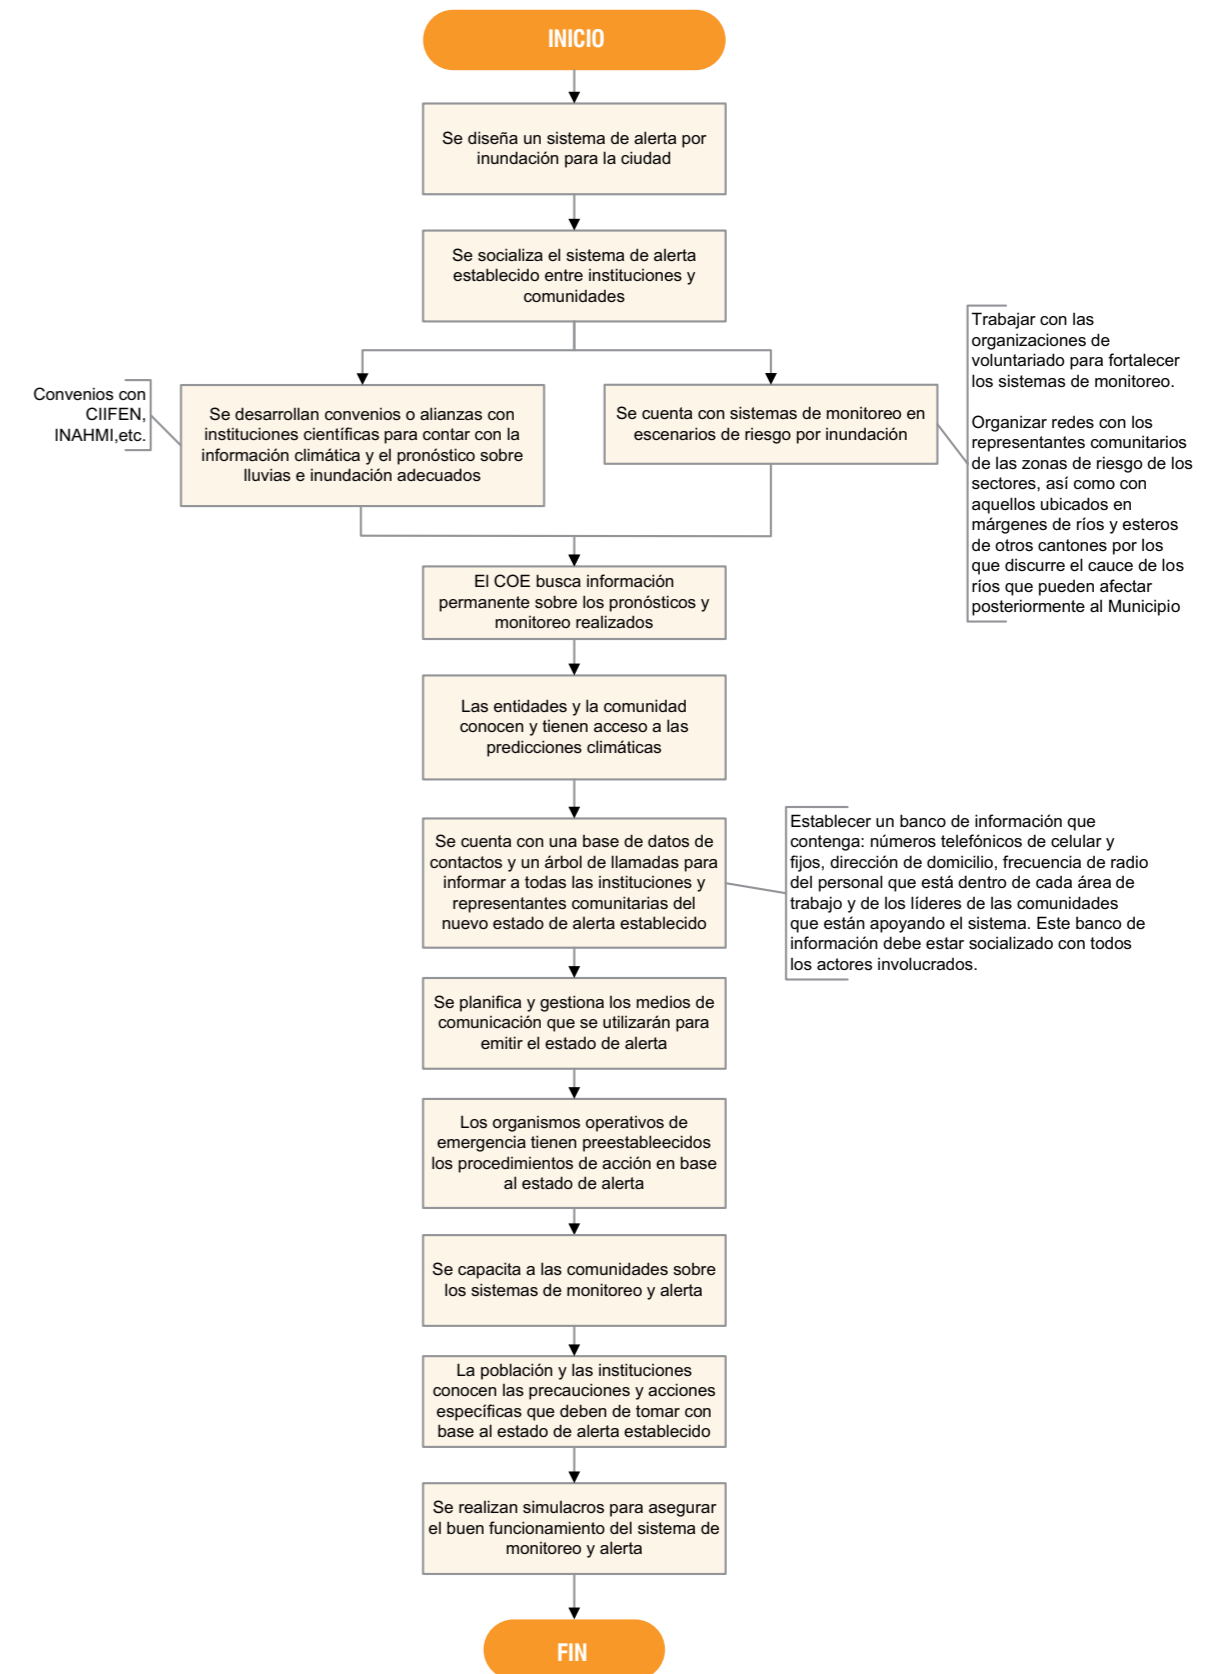 INICIO
Se diseña un sistema de alerta por
inundación para la ciudad
Se socializa el sistema de alerta
establecido entre instituciones y
comunidades
Convenios con
CIIFEN,
INAHMI,etc.
Se desarrollan convenios o alianzas con
instituciones científicas para contar con la
información climática y el pronóstico sobre
lluvias e inundación adecuados
Se cuenta con sistemas de monitoreo en
escenarios de riesgo por inundación
Trabajar con las
organizaciones de
voluntariado para fortalecer
los sistemas de monitoreo.
Organizar redes con los
representantes comunitarios
de las zonas de riesgo de los
sectores, así como con
aquellos ubicados en
márgenes de ríos y esteros
de otros cantones por los
que discurre el cauce de los
ríos que pueden afectar
posteriormente al Municipio
El COE busca información
permanente sobre los pronósticos y
monitoreo realizados
Las entidades y la comunidad
conocen y tienen acceso a las
predicciones climáticas
Se cuenta con una base de datos de
contactos y un árbol de llamadas para
informar a todas las instituciones y
representantes comunitarias del
nuevo estado de alerta establecido
Establecer un banco de información que
contenga: números telefónicos de celular y
fijos, dirección de domicilio, frecuencia de radio
del personal que está dentro de cada área de
trabajo y de los líderes de las comunidades
que están apoyando el sistema. Este banco de
información debe estar socializado con todos
los actores involucrados.
Se planifica y gestiona los medios de
comunicación que se utilizarán para
emitir el estado de alerta
Los organismos operativos de
emergencia tienen preestableecidos
los procedimientos de acción en base
al estado de alerta
Se capacita a las comunidades sobre
los sistemas de monitoreo y alerta
La población y las instituciones
conocen las precauciones y acciones
específicas que deben de tomar con
base al estado de alerta establecido
Se realizan simulacros para asegurar
el buen funcionamiento del sistema de
monitoreo y alerta
FIN